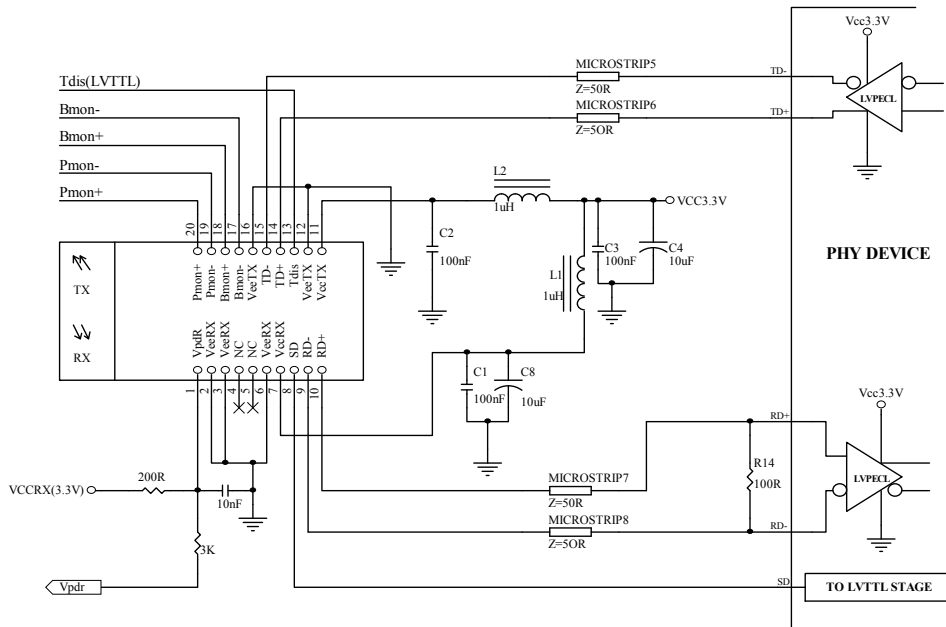 Vcc3.3V
MICROSTRIP5
TD-
Z=50R
LVPECL
MICROSTRIP6
TD+
Z=5OR
Tdis(LVTTL)
Bmon-
Bmon+
Pmon-
Pmon+
L2
1uH
VCC3.3V
20
19
18
17
16
15
14
13
12
11
C2
100nF
C3
100nF
C4
10uF
L1
1uH
PHY DEVICE
TX
RX
Pmon+
Pmon-
Bmon+
Bmon-
VeeTX
TD-
TD+
Tdis
VeeTX
VccTX
VpdR
VeeRX
VeeRX
NC
NC
VeeRX
VccRX
SD
RD-
RD+
1
2
3
4
5
6
7
8
9
10
C1
100nF
C8
10uF
Vcc3.3V
RD+
R14
100R
LVPECL
RD-
VCCRX(3.3V)
200R
10nF
3K
Vpdr
MICROSTRIP7
Z=50R
MICROSTRIP8
Z=5OR
SD
TO LVTTL STAGE